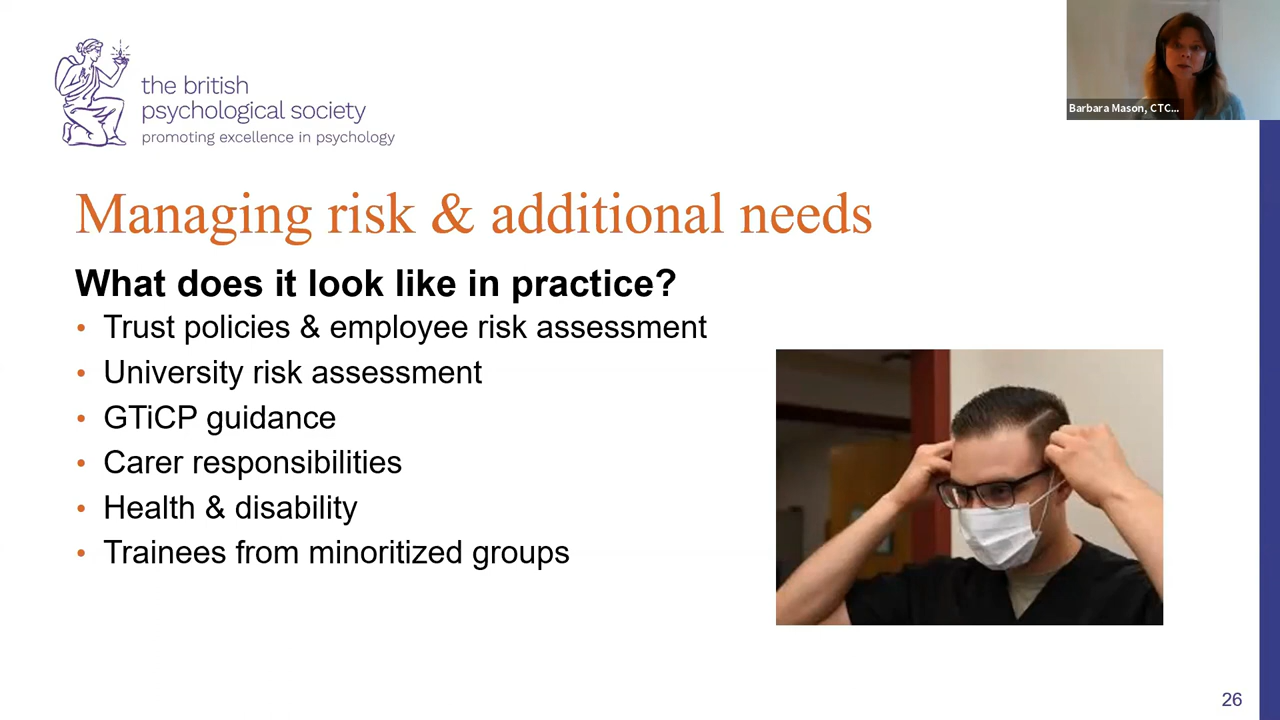 the british
psychological society
promoting excellence in psychology
Barbara Mason, CTC...
Managing risk & additional needs
What does it look like in practice?
• Trust policies & employee risk assessment
• University risk assessment
• GTiCP guidance
• Carer responsibilities
• Health & disability
• Trainees from minoritized groups
26